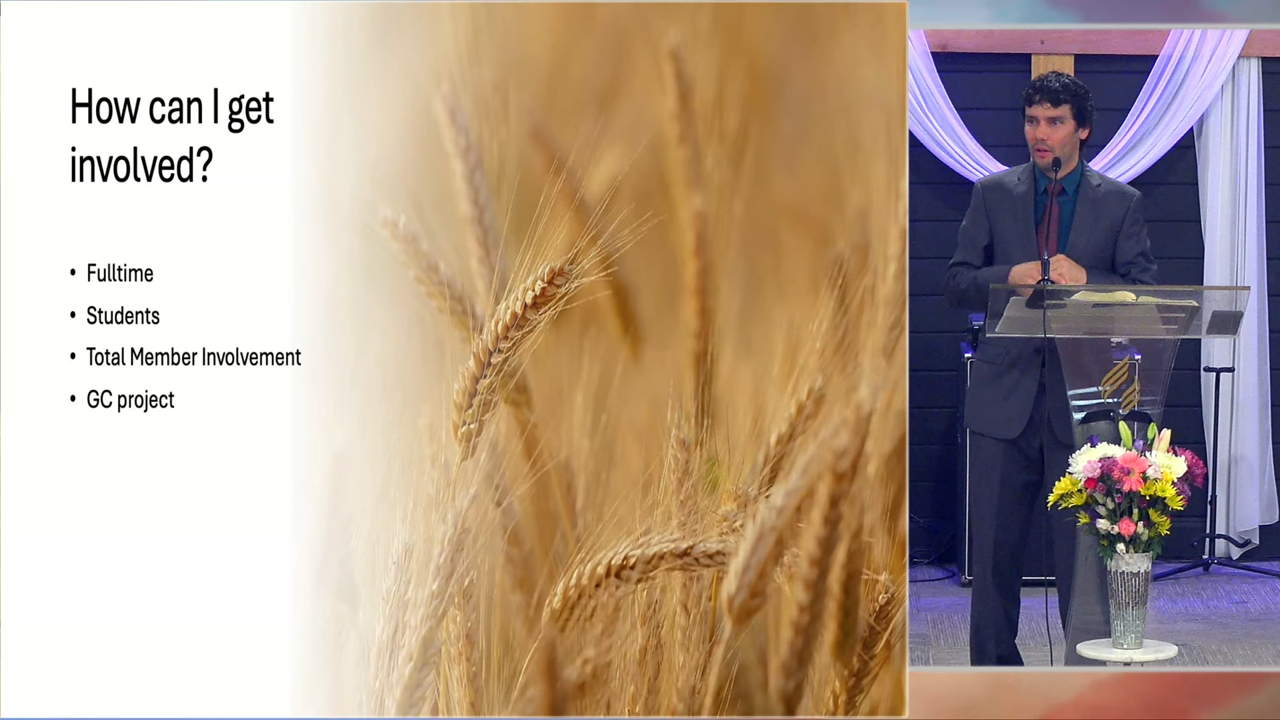 How can I get
involved?
• Fulltime
• Students
• Total Member Involvement
• GC project